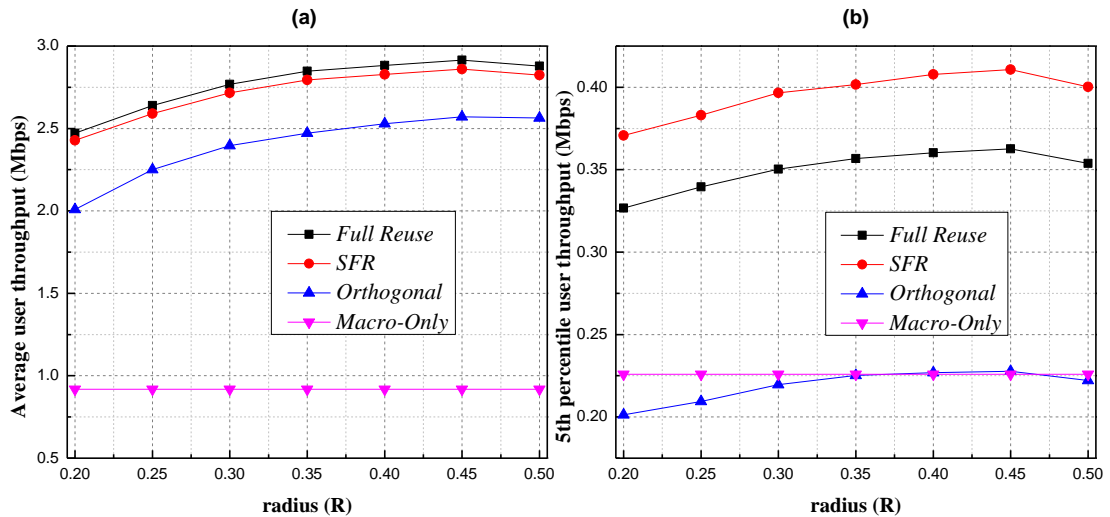 (a)
Average user throughput (Mbps)
3.0
2.5
2.0
1.5
1.0
0.5
0.20 0.25 0.30 0.35 0.40 0.45 0.50
radius (R)
Full Reuse
SFR
Orthogonal
Macro-Only
(b)
5th percentile user throughput (Mbps)
0.40
0.35
0.30
0.25
0.20
0.20 0.25 0.30 0.35 0.40 0.45 0.50
radius (R)
Full Reuse
SFR
Orthogonal
Macro-Only